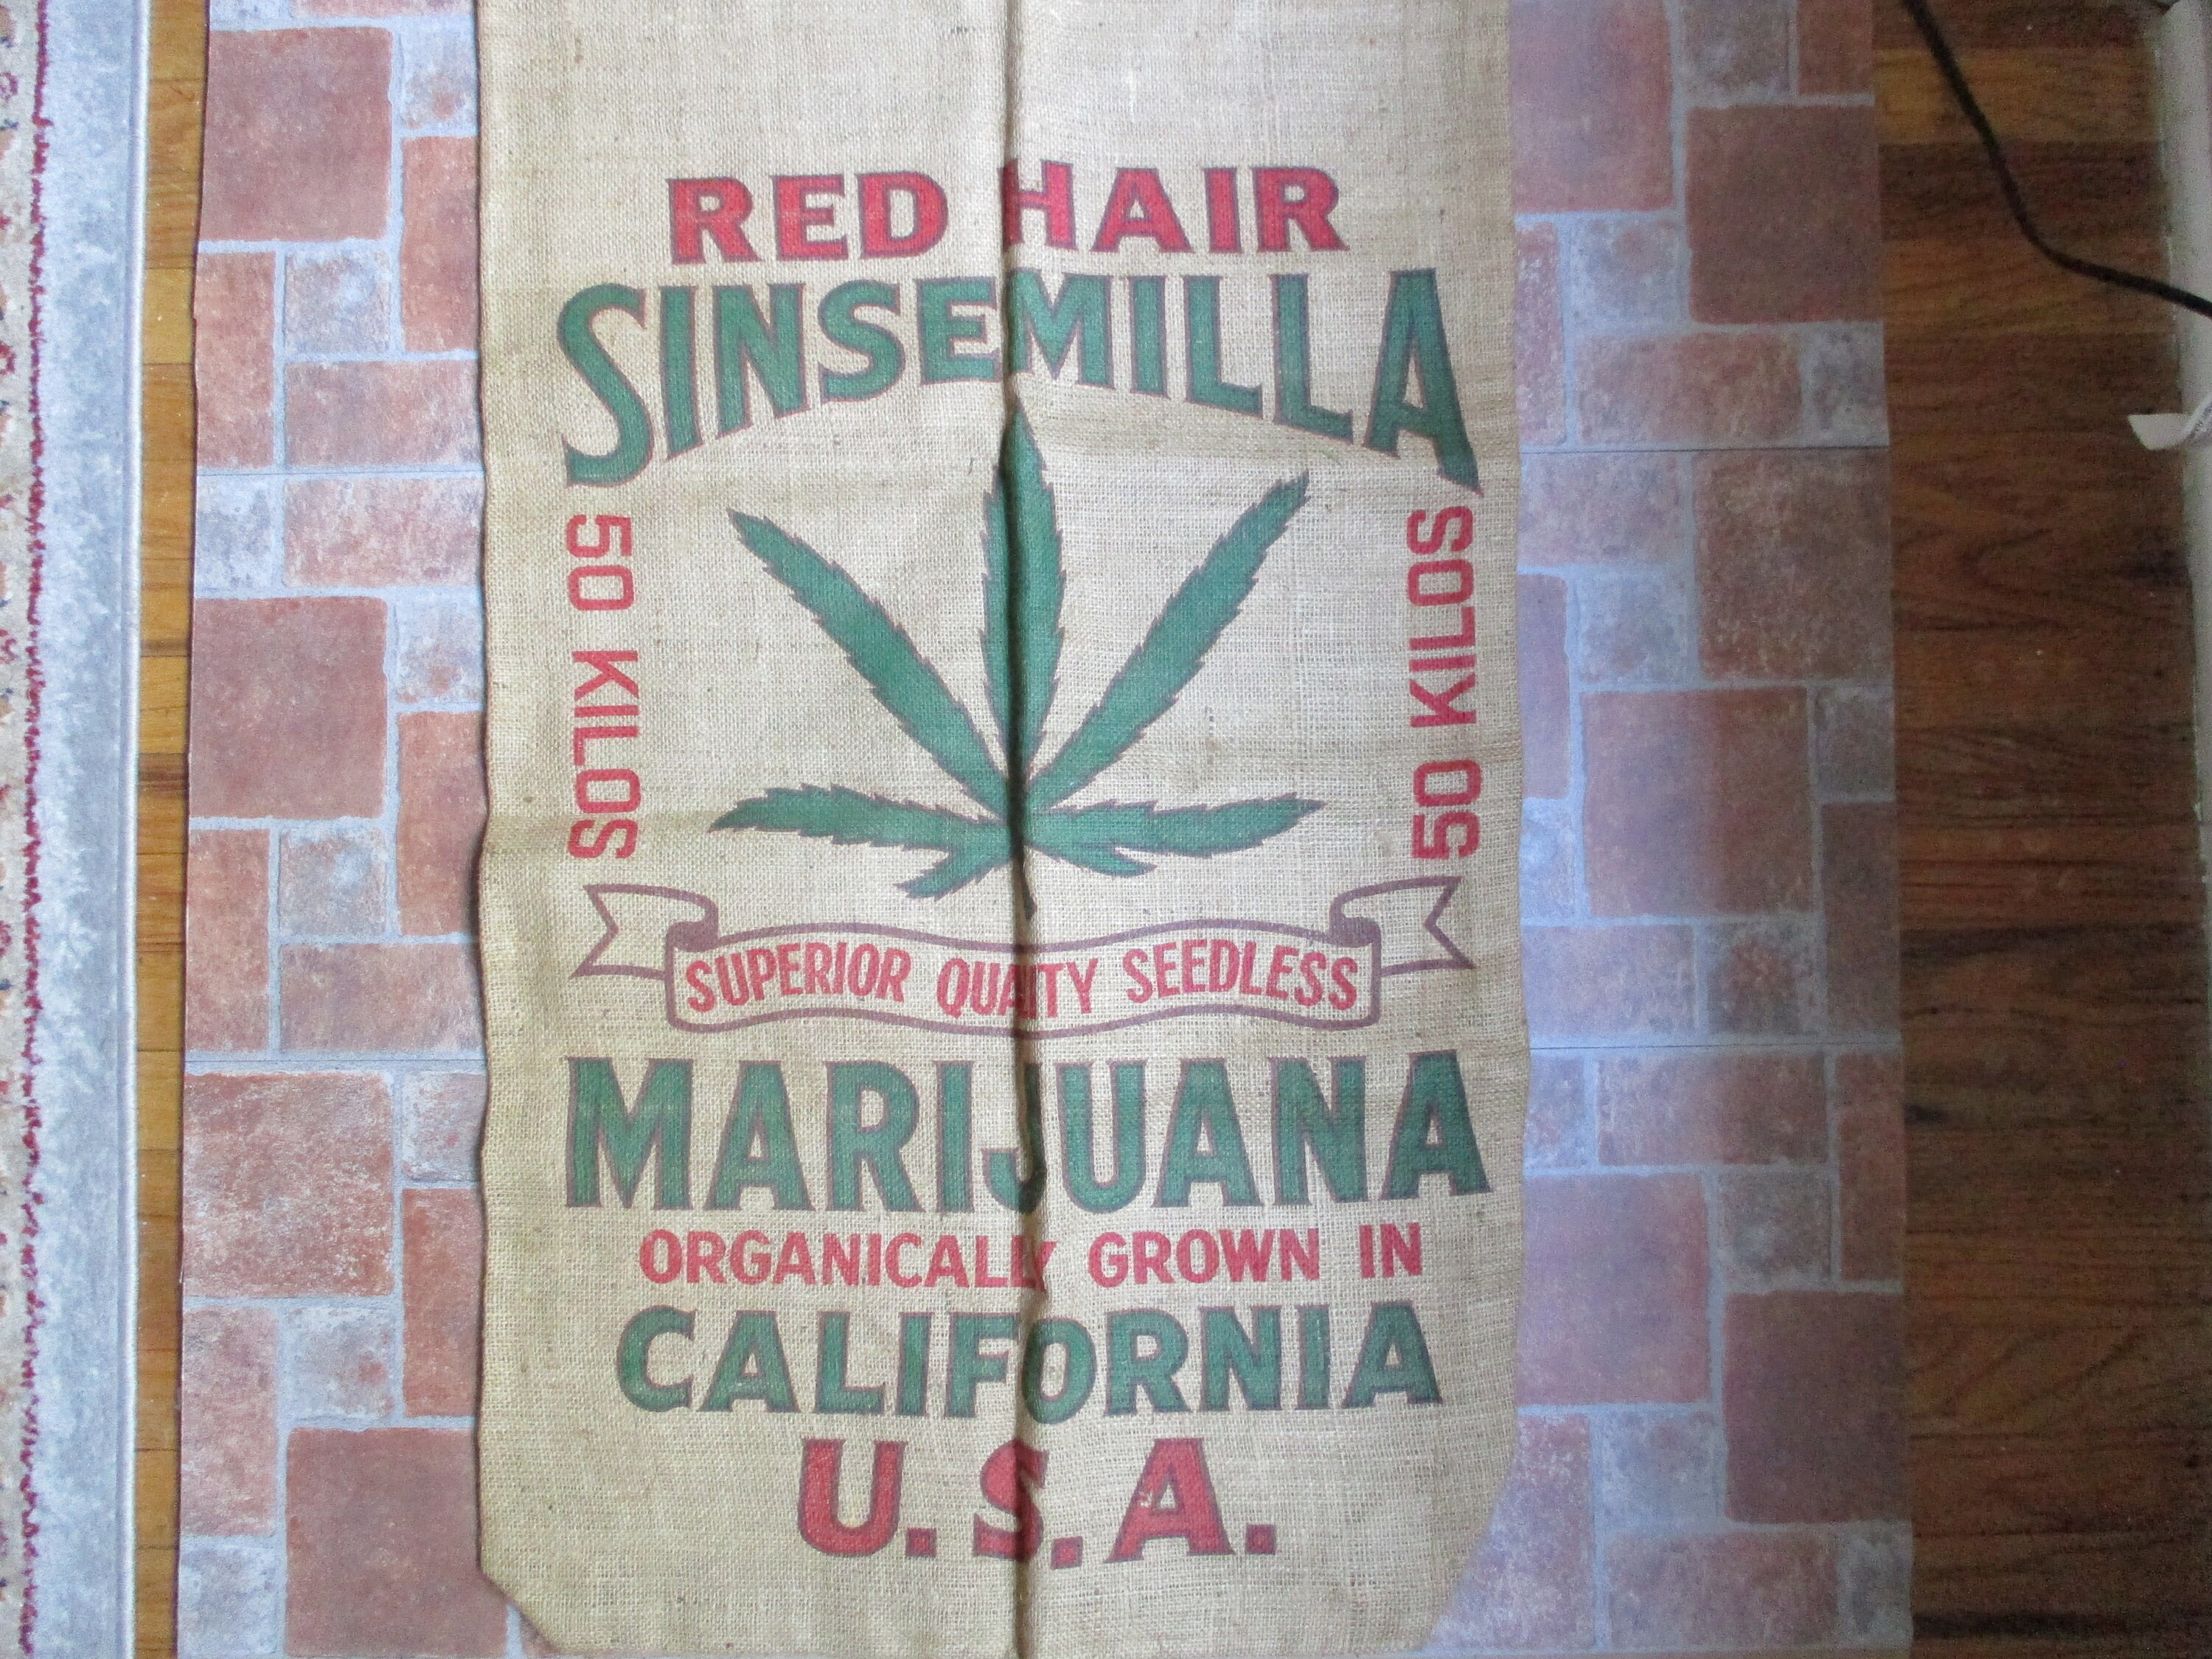 RED HAIR
SINSEMILLA
50 KILOS
50 KILOS
SUPERIOR QUALITY SEEDLESS
MARIJUANA
ORGANICALLY GROWN IN
CALIFORNIA
U.S.A.